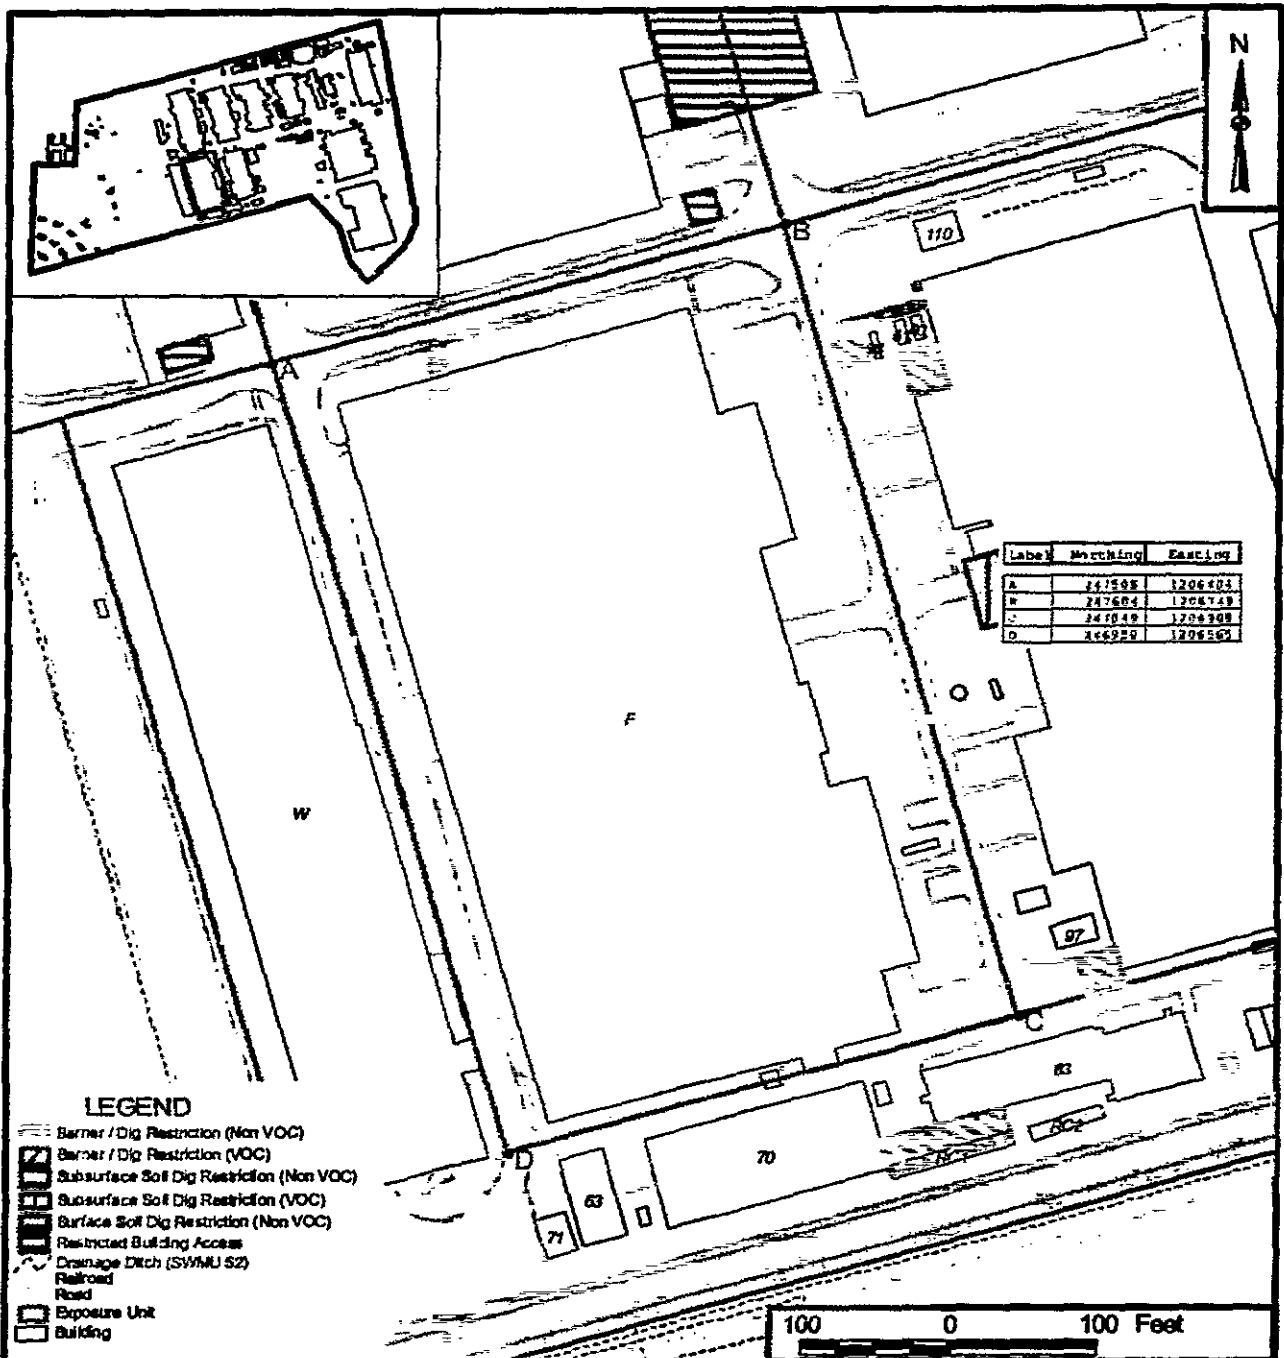 N
B
110
A
Label Northing Easting
A
247604
D
F
W
97
C
83
RC2
70
D
63
71
LEGEND
Barrier / Dig Restriction (Non VOC)
Barrier / Dig Restriction (VOC)
Subsurface Soil Dig Restriction (Non VOC)
Subsurface Soil Dig Restriction (VOC)
Surface Soil Dig Restriction (Non VOC)
Restricted Building Access
Drainage Ditch (SWMU 52)
Railroad
Road
Exposure Unit
Building
100 0 100 Feet